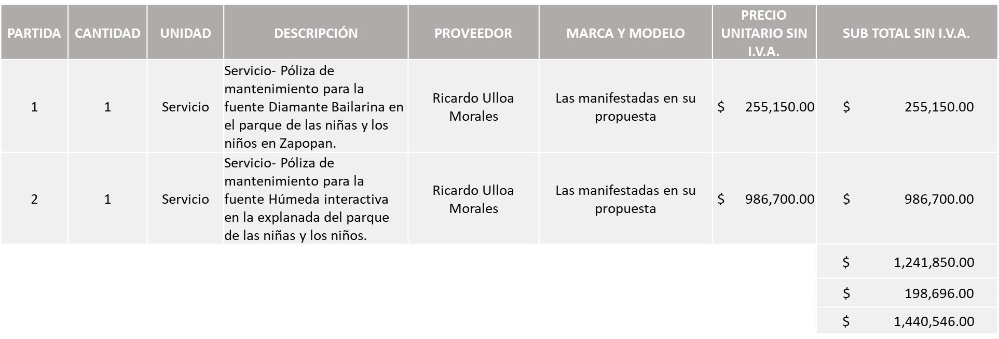 PARTIDA CANTIDAD UNIDAD DESCRIPCIÓN PROVEEDOR MARCA Y MODELO PRECIO UNITARIO SIN I.V.A. SUB TOTAL SIN I.V.A.
1 1 Servicio
Servicio- Póliza de
mantenimiento para la
fuente Diamante Bailarina en
el parque de las niñas y los
niños en Zapopan.
Ricardo Ulloa
Morales
Las manifestadas en su
propuesta
$ 255,150.00 $ 255,150.00
2 1 Servicio
Servicio- Póliza de
mantenimiento para la
fuente Húmeda interactiva
en la explanada del parque
de las niñas y los niños.
Ricardo Ulloa
Morales
Las manifestadas en su
propuesta
$ 986,700.00 $ 986,700.00
$ 1,241,850.00
$ 198,696.00
$ 1,440,546.00